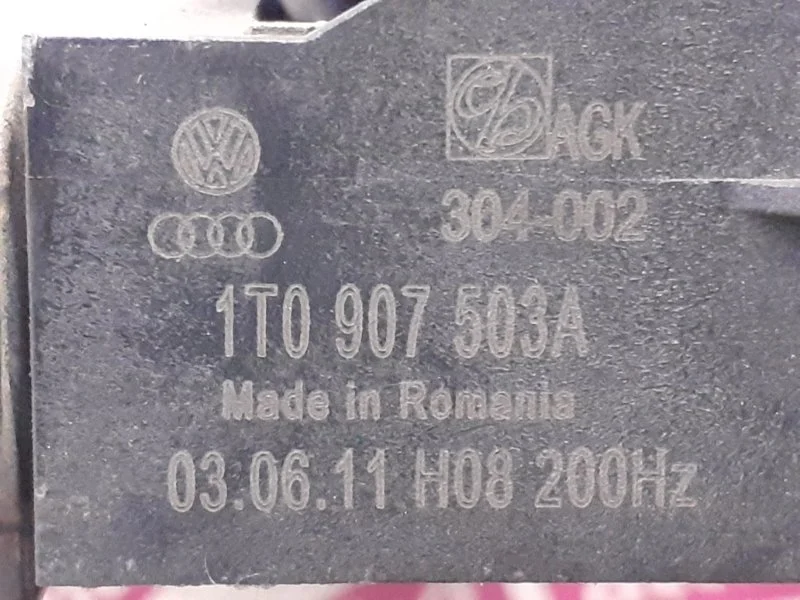 AGK
304-002
1T0 907 503A
Made in Romania
03.06.11 H08 200Hz